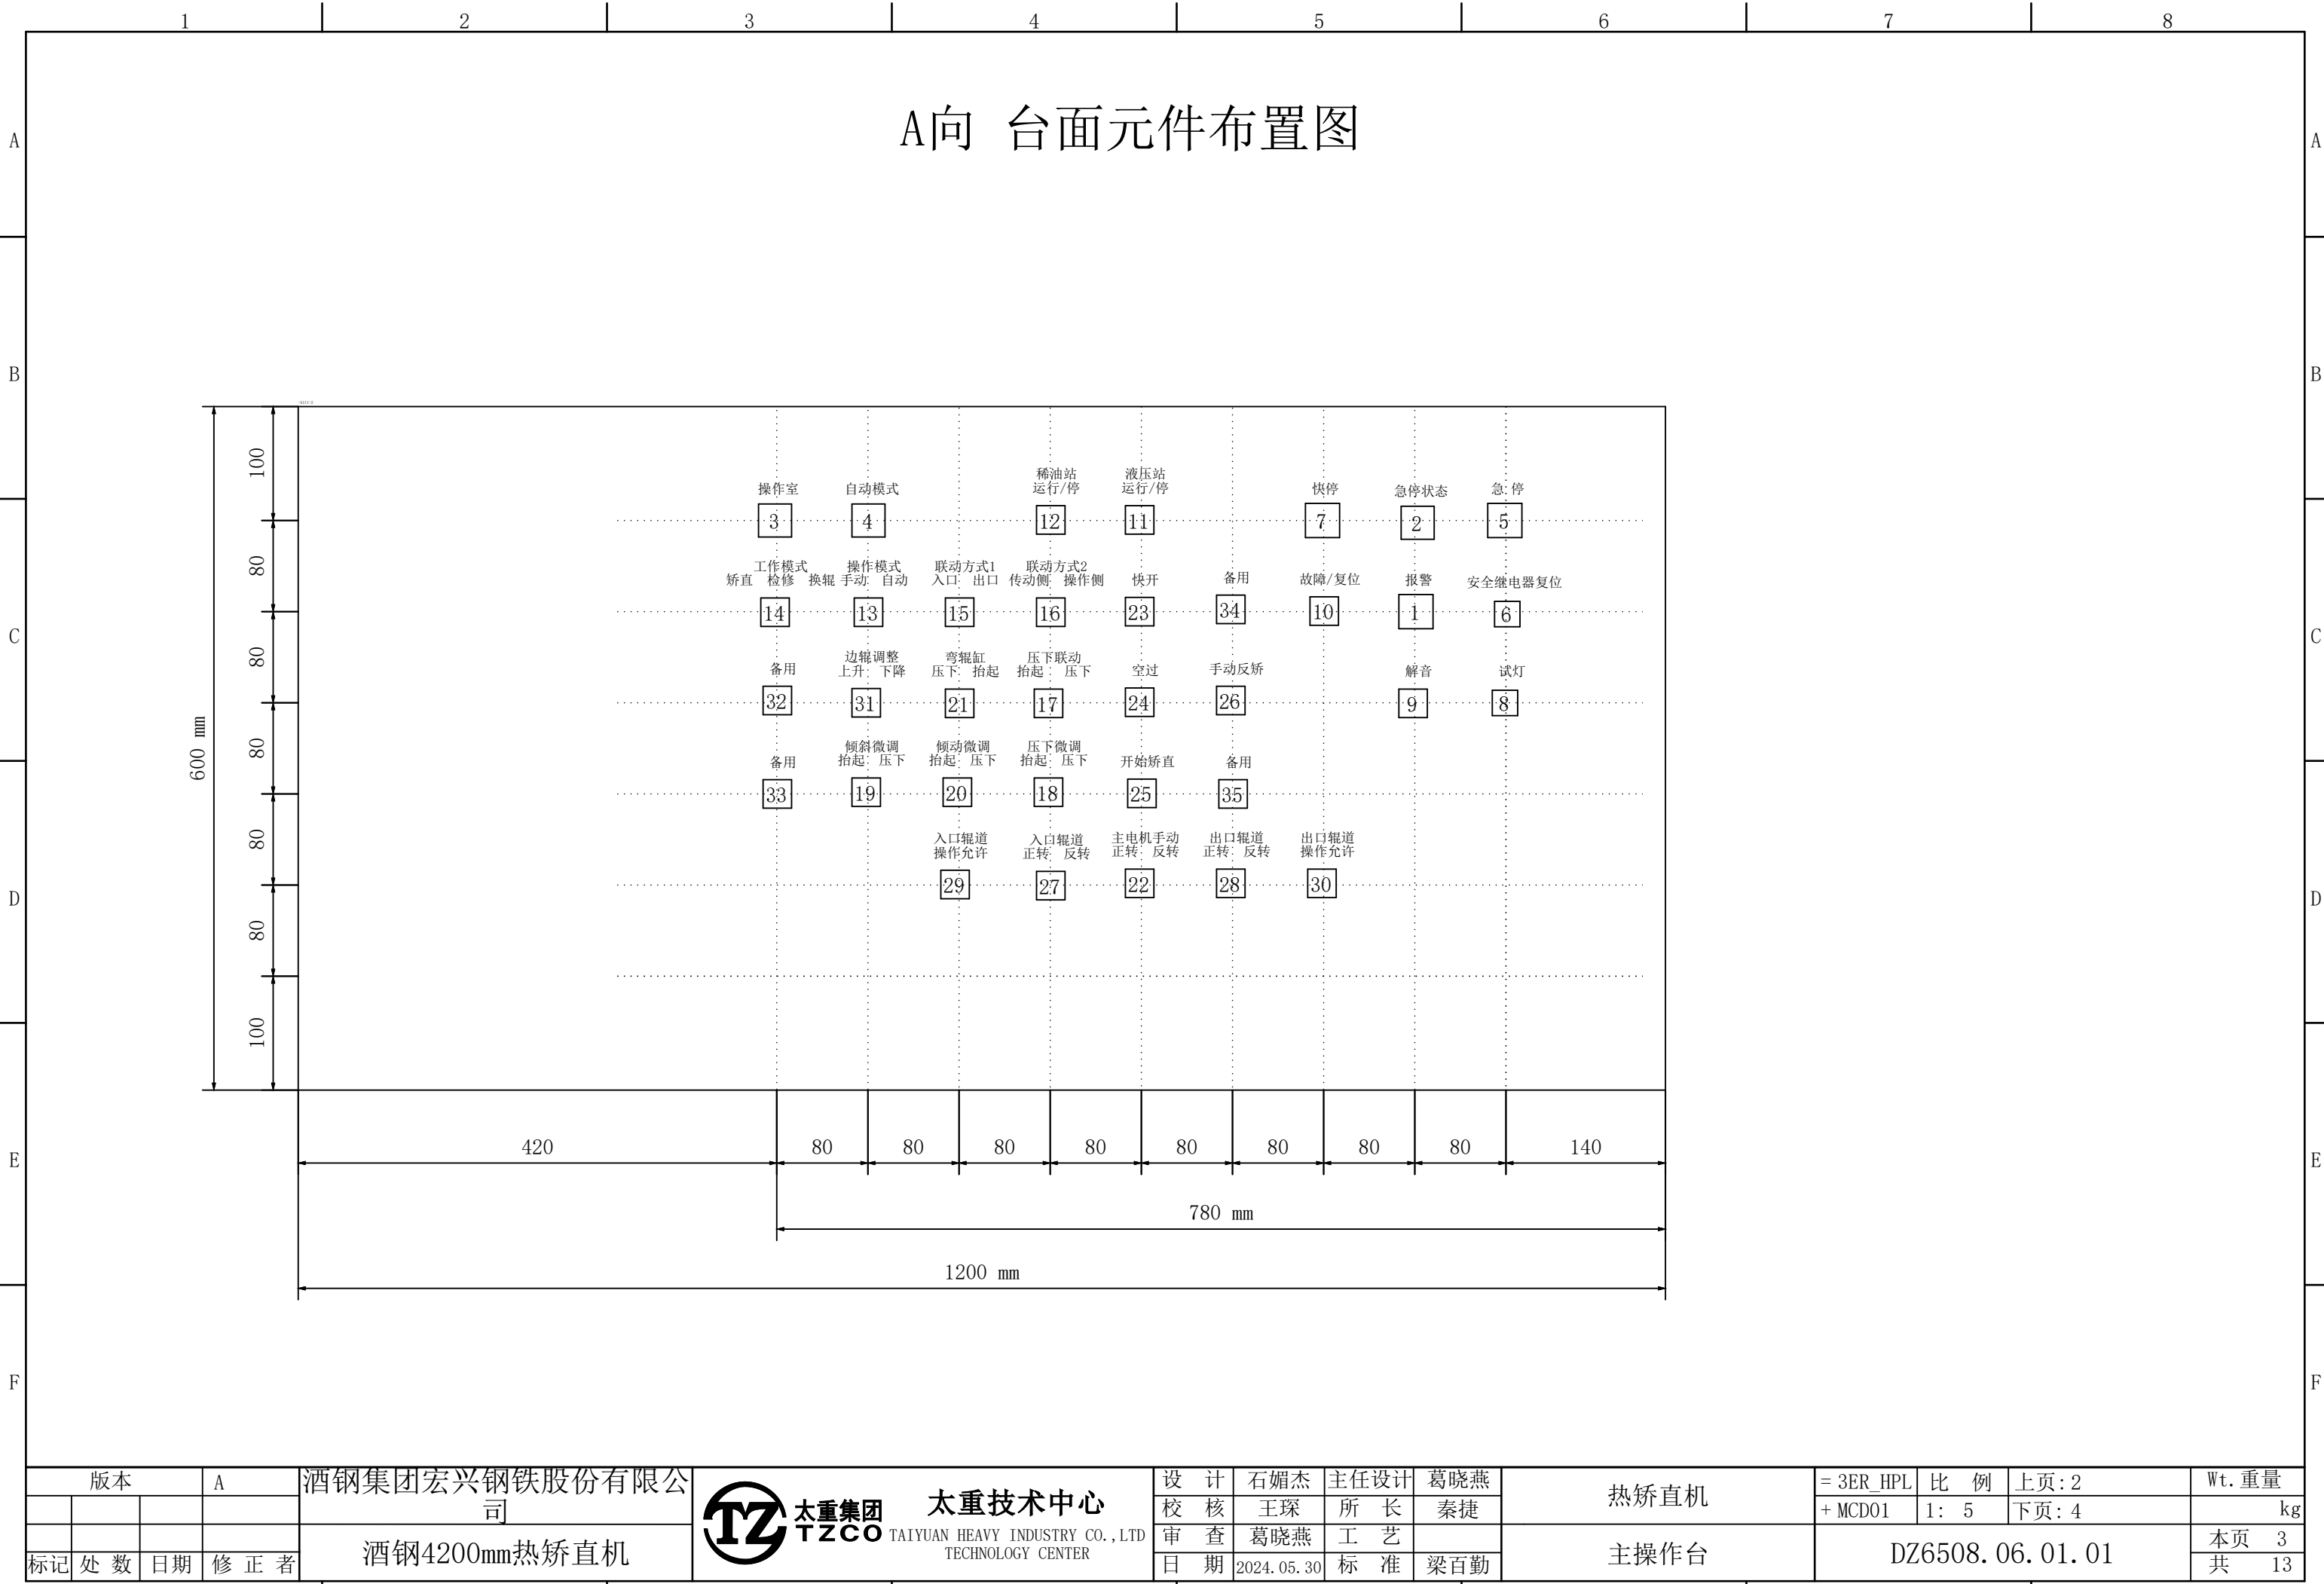 1 2 3 4 5 6 7 8
A向 台面元件布置图
A A
B B
C C
D D
E E
F F
稀油站 液压站
操作室 自动模式 运行/停 运行/停 快停 急停状态 急 停
3 4 12 11 7 2 5
工作模式 操作模式 联动方式1 联动方式2
矫直 检修 换辊 手动 自动 入口 出口 传动侧 操作侧 快开 备用 故障/复位 报警 安全继电器复位
14 13 15 16 23 34 10 1 6
边辊调整 弯辊缸 压下联动
备用 上升 下降 压下 抬起 抬起 压下 空过 手动反矫 解音 试灯
32 31 21 17 24 26 9 8
倾斜微调 倾动微调 压下微调
备用 抬起 压下 抬起 压下 抬起 压下 开始矫直 备用
33 19 20 18 25 35
入口辊道 入口辊道 主电机手动 出口辊道 出口辊道
操作允许 正转 反转 正转 反转 正转 反转 操作允许
29 27 22 28 30
100
80
80
80
80
80
100
600 mm
420 80 80 80 80 80 80 80 80 140
780 mm
1200 mm
版本 A
标记 处 数 日期 修 正 者
酒钢集团宏兴钢铁股份有限公
司
酒钢4200mm热矫直机
TZ 太重集团
TZCO
太重技术中心
TAIYUAN HEAVY INDUSTRY CO.,LTD
TECHNOLOGY CENTER
设 计 石媚杰 主任设计 葛晓燕
校 核 王琛 所 长 秦捷
审 查 葛晓燕 工 艺
日 期 2024.05.30 标 准 梁百勤
热矫直机
主操作台
= 3ER_HPL 比 例 上页: 2 Wt.重量
+ MCD01 1: 5 下页: 4 kg
DZ6508.06.01.01
本页 3
共 13